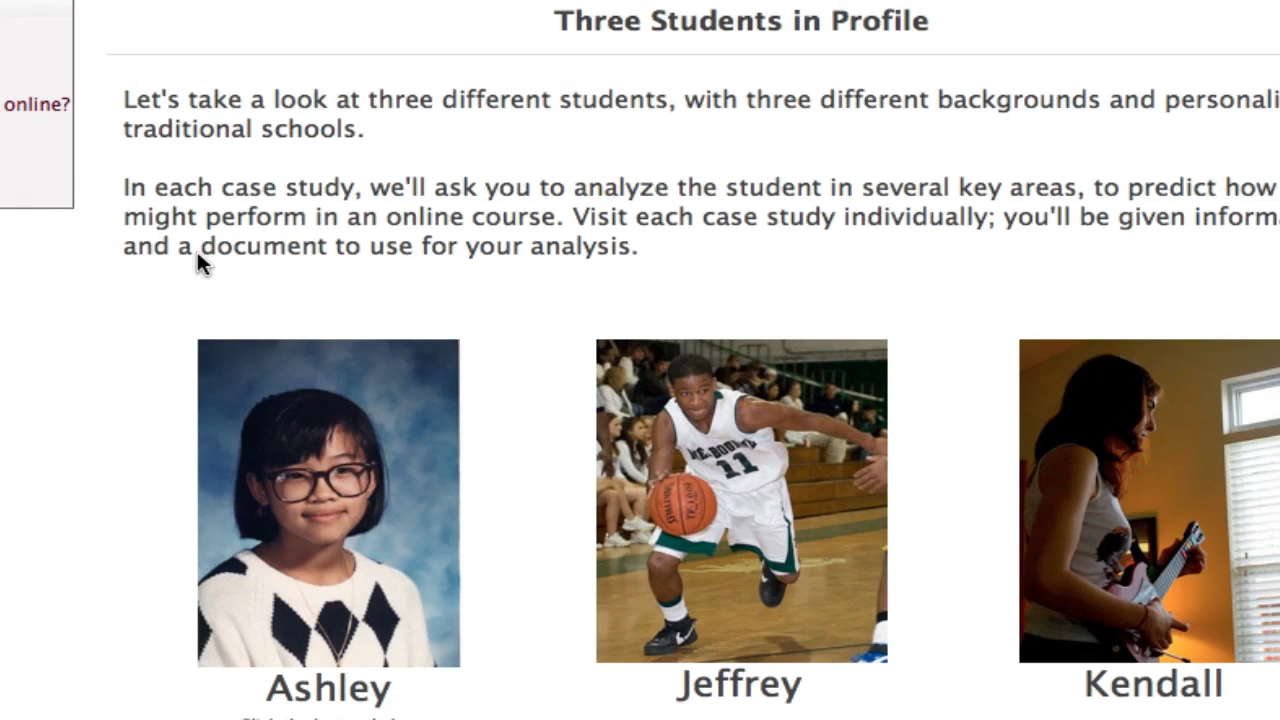 Three Students in Profile
online?
Let's take a look at three different students, with three different backgrounds and
traditional schools.
In each case study, we'll ask you to analyze the student in several key areas, to predict how
might perform in an online course. Visit each case study individually; you'll be given
and a document to use for your analysis.
11
SPALDING
Ashley
Jeffrey
Kendall